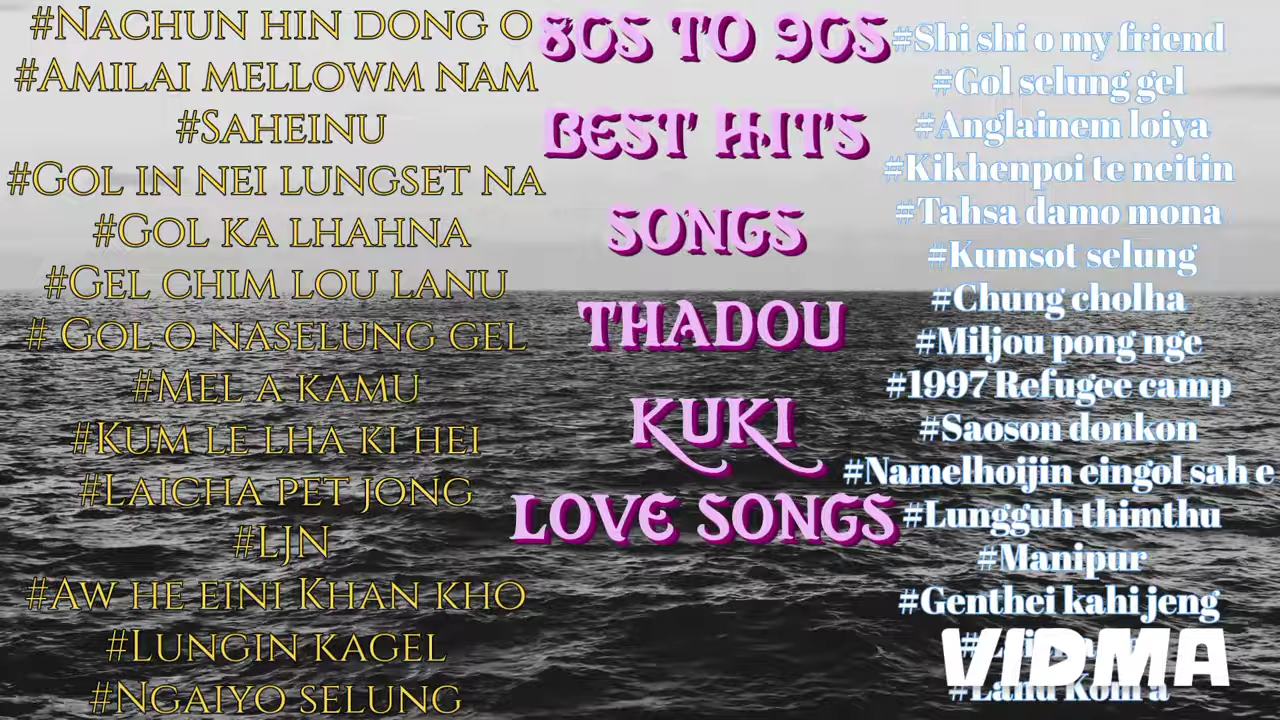 #Nachun hin dong o
#Amilai mellowm nam
#Saheinu
#Gol in nei lungset na
#Gol ka lhahna
#Gel chim lou lanu
# Gol o naselung gel
#Mel a kamu
#Kum le lha ki hei
#Laicha pet jong
#LJN
#Aw he eini Khan kho
#Lungin kagel
#Ngaiyo selung
80s to 90s
Best hits
songs
Thadou
Kuki
love songs
#Shi shi o my friend
#Gol selung gel
#Anglainem loiya
#Kikhenpoi te neitin
#Tahsa damo mona
#Kumsot selung
#Chung cholha
#Miljou pong nge
#1997 Refugee camp
#Saoson donkon
#Namelhoijin eingol sah e
#Lungguh thimthu
#Manipur
#Genthei kahi jeng
#Lanu Kom a
VIDMA